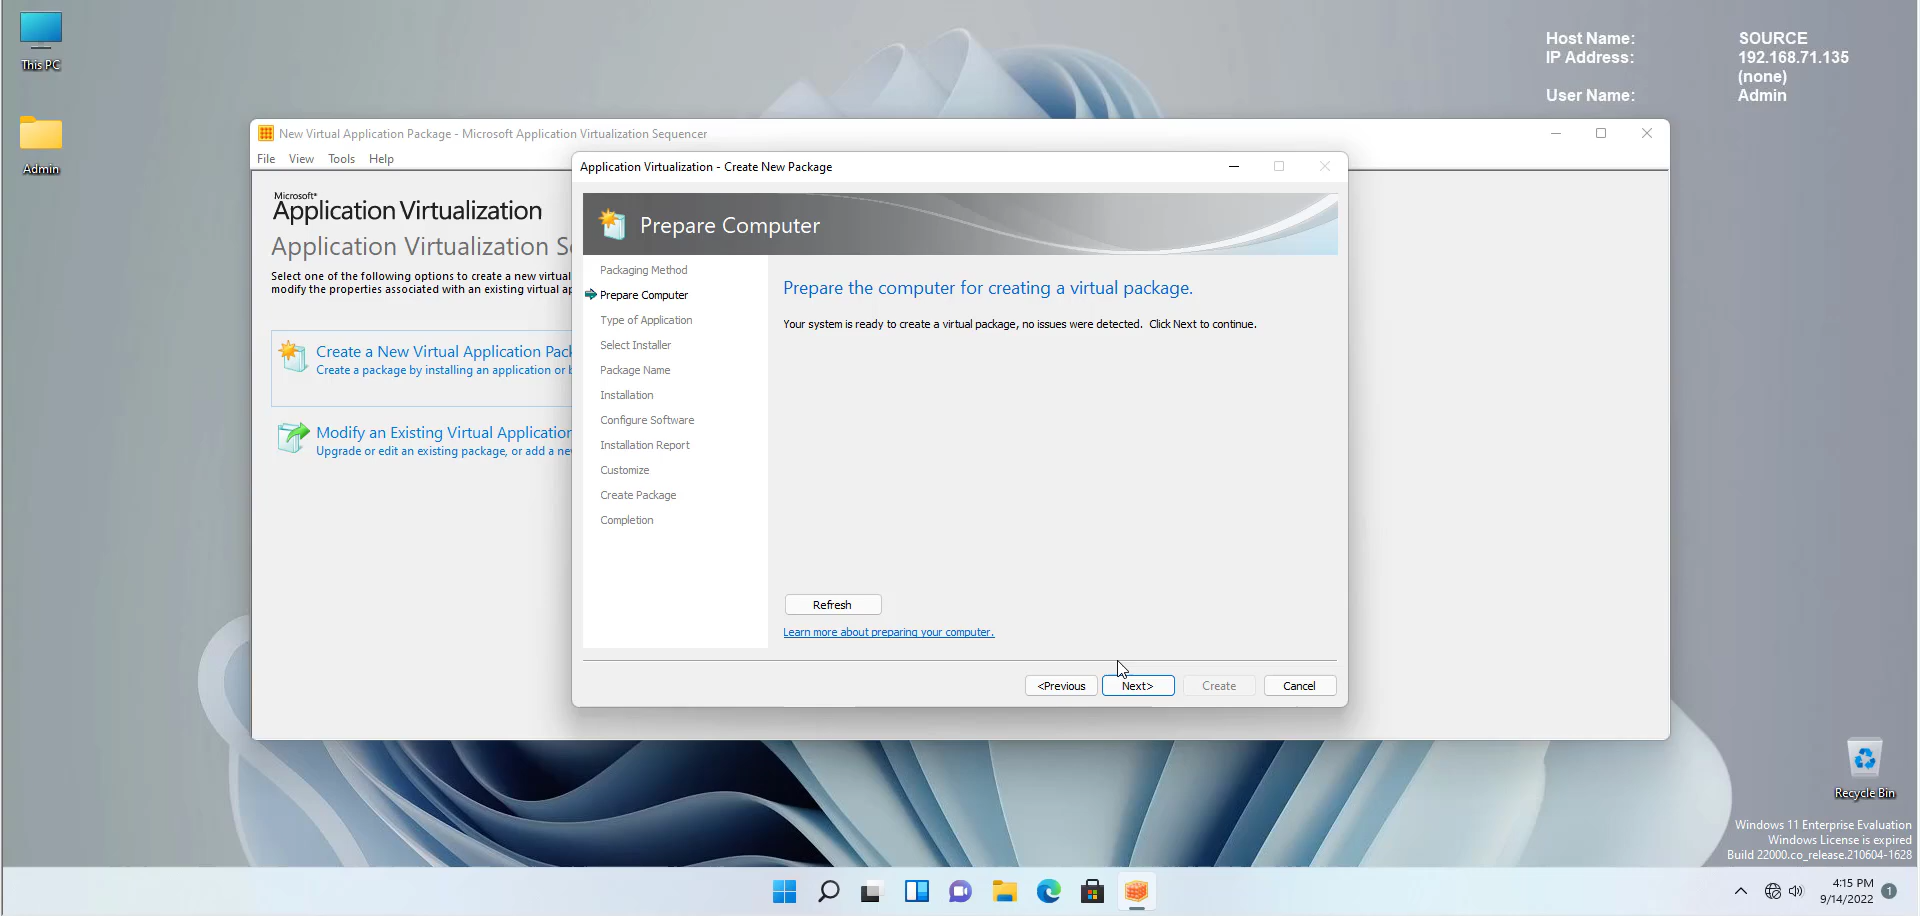 This PC
Admin
Host Name: SOURCE
IP Address: 192.168.71.135
(none)
User Name: Admin
New Virtual Application Package - Microsoft Application Virtualization Sequencer
File View Tools Help
Microsoft®
Application Virtualization
Application Virtualization S
Select one of the following options to create a new virtual
modify the properties associated with an existing virtual ap
Create a New Virtual Application Pack
Create a package by installing an application or b
Modify an Existing Virtual Application
Upgrade or edit an existing package, or add a ne
Application Virtualization - Create New Package
Prepare Computer
Packaging Method
Prepare Computer
Type of Application
Select Installer
Package Name
Installation
Configure Software
Installation Report
Customize
Create Package
Completion
Prepare the computer for creating a virtual package.
Your system is ready to create a virtual package, no issues were detected. Click Next to continue.
Refresh
Learn more about preparing your computer.
<Previous
Next>
Create
Cancel
Recycle Bin
Windows 11 Enterprise Evaluation
Windows License is expired
Build 22000.co_release.210604-1628
4:15 PM
9/14/2022
1